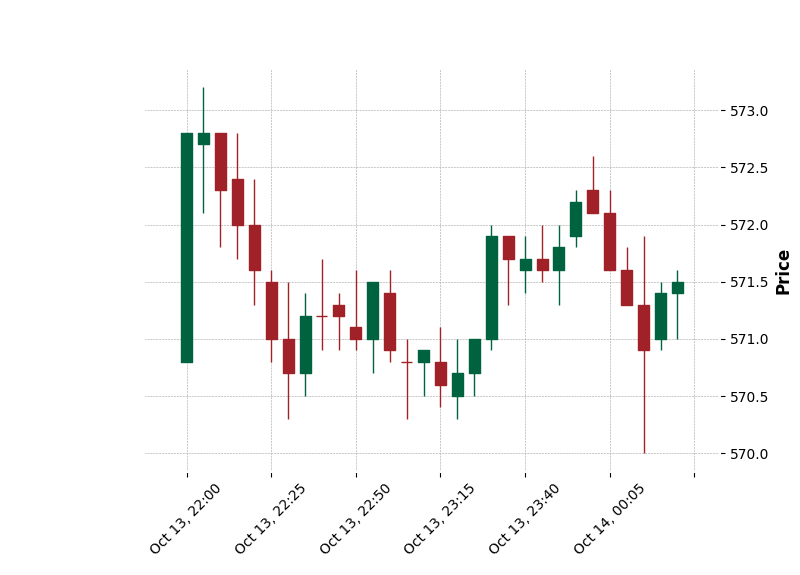 573.0
572.5
572.0
571.5
571.0
570.5
570.0
Price
Oct 13, 22:00
Oct 13, 22:25
Oct 13, 22:50
Oct 13, 23:15
Oct 13, 23:40
Oct 14, 00:05